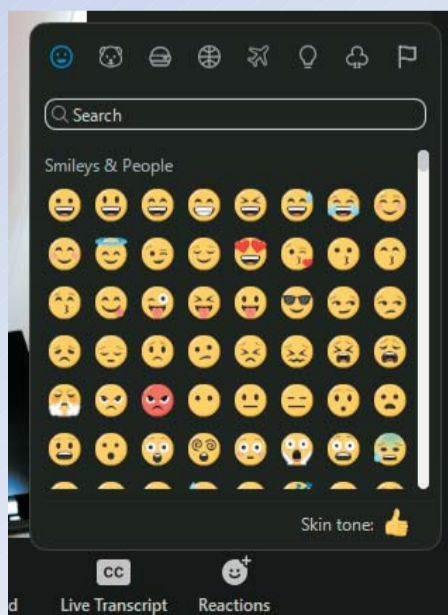 Search
Smileys & People
Skin tone:
CC
d Live Transcript Reactions